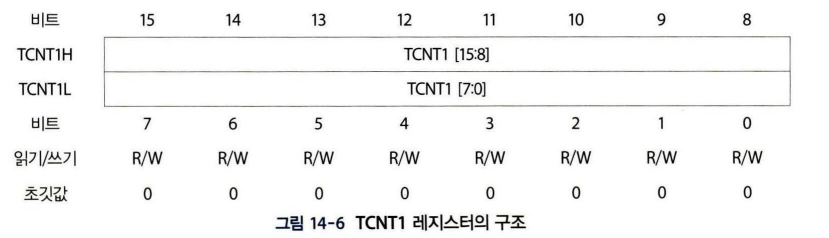 비트 15 14 13 12 11 10 9 8
TCNT1H TCNT1 [15:8]
TCNT1L TCNT1 [7:0]
비트 7 6 5 4 3 2 1 0
읽기/쓰기 R/W R/W R/W R/W R/W R/W R/W R/W
초깃값 0 0 0 0 0 0 0 0
그림 14-6 TCNT1 레지스터의 구조